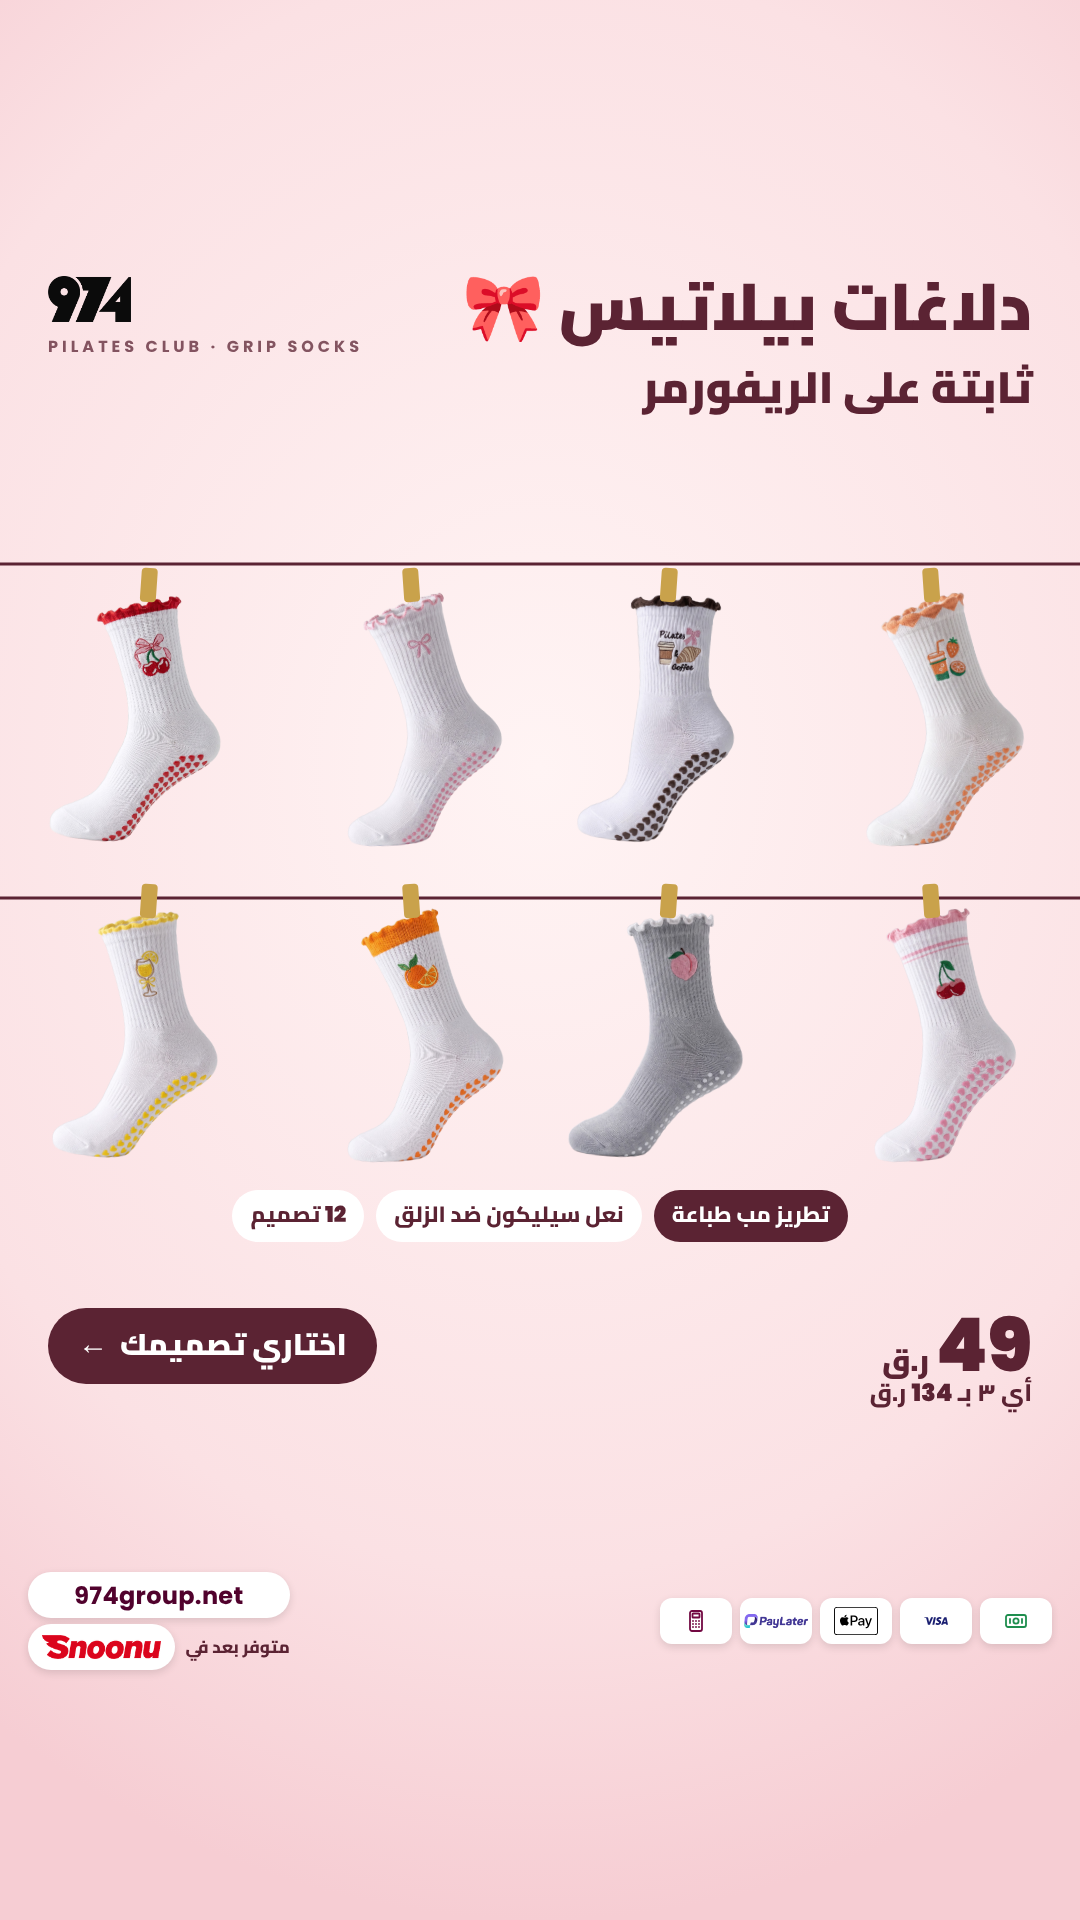 دلاغات بيلاتيس 🎀
ثابتة على الريفورمر
974
PILATES CLUB · GRIP SOCKS
Pilates
&
Coffee
تطريز مب طباعة
نعل سيليكون ضد الزلق
12 تصميم
49 ر.ق
أي ٣ بـ 134 ر.ق
اختاري تصميمك ←
974group.net
متوفر بعد في Snoonu
PayLater
Pay
VISA